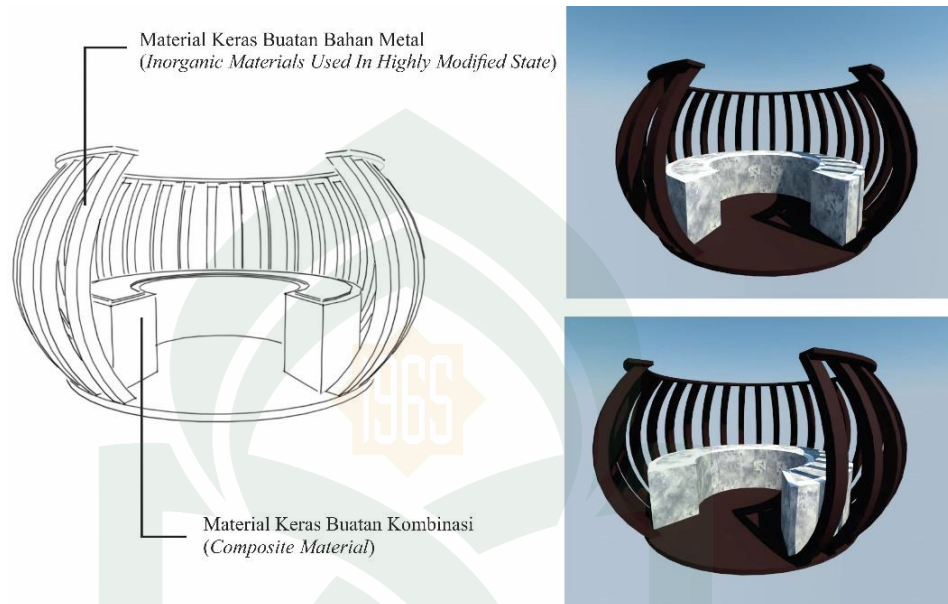 Material Keras Buatan Bahan Metal
(Inorganic Materials Used In Highly Modified State)
1965
Material Keras Buatan Kombinasi
(Composite Material)